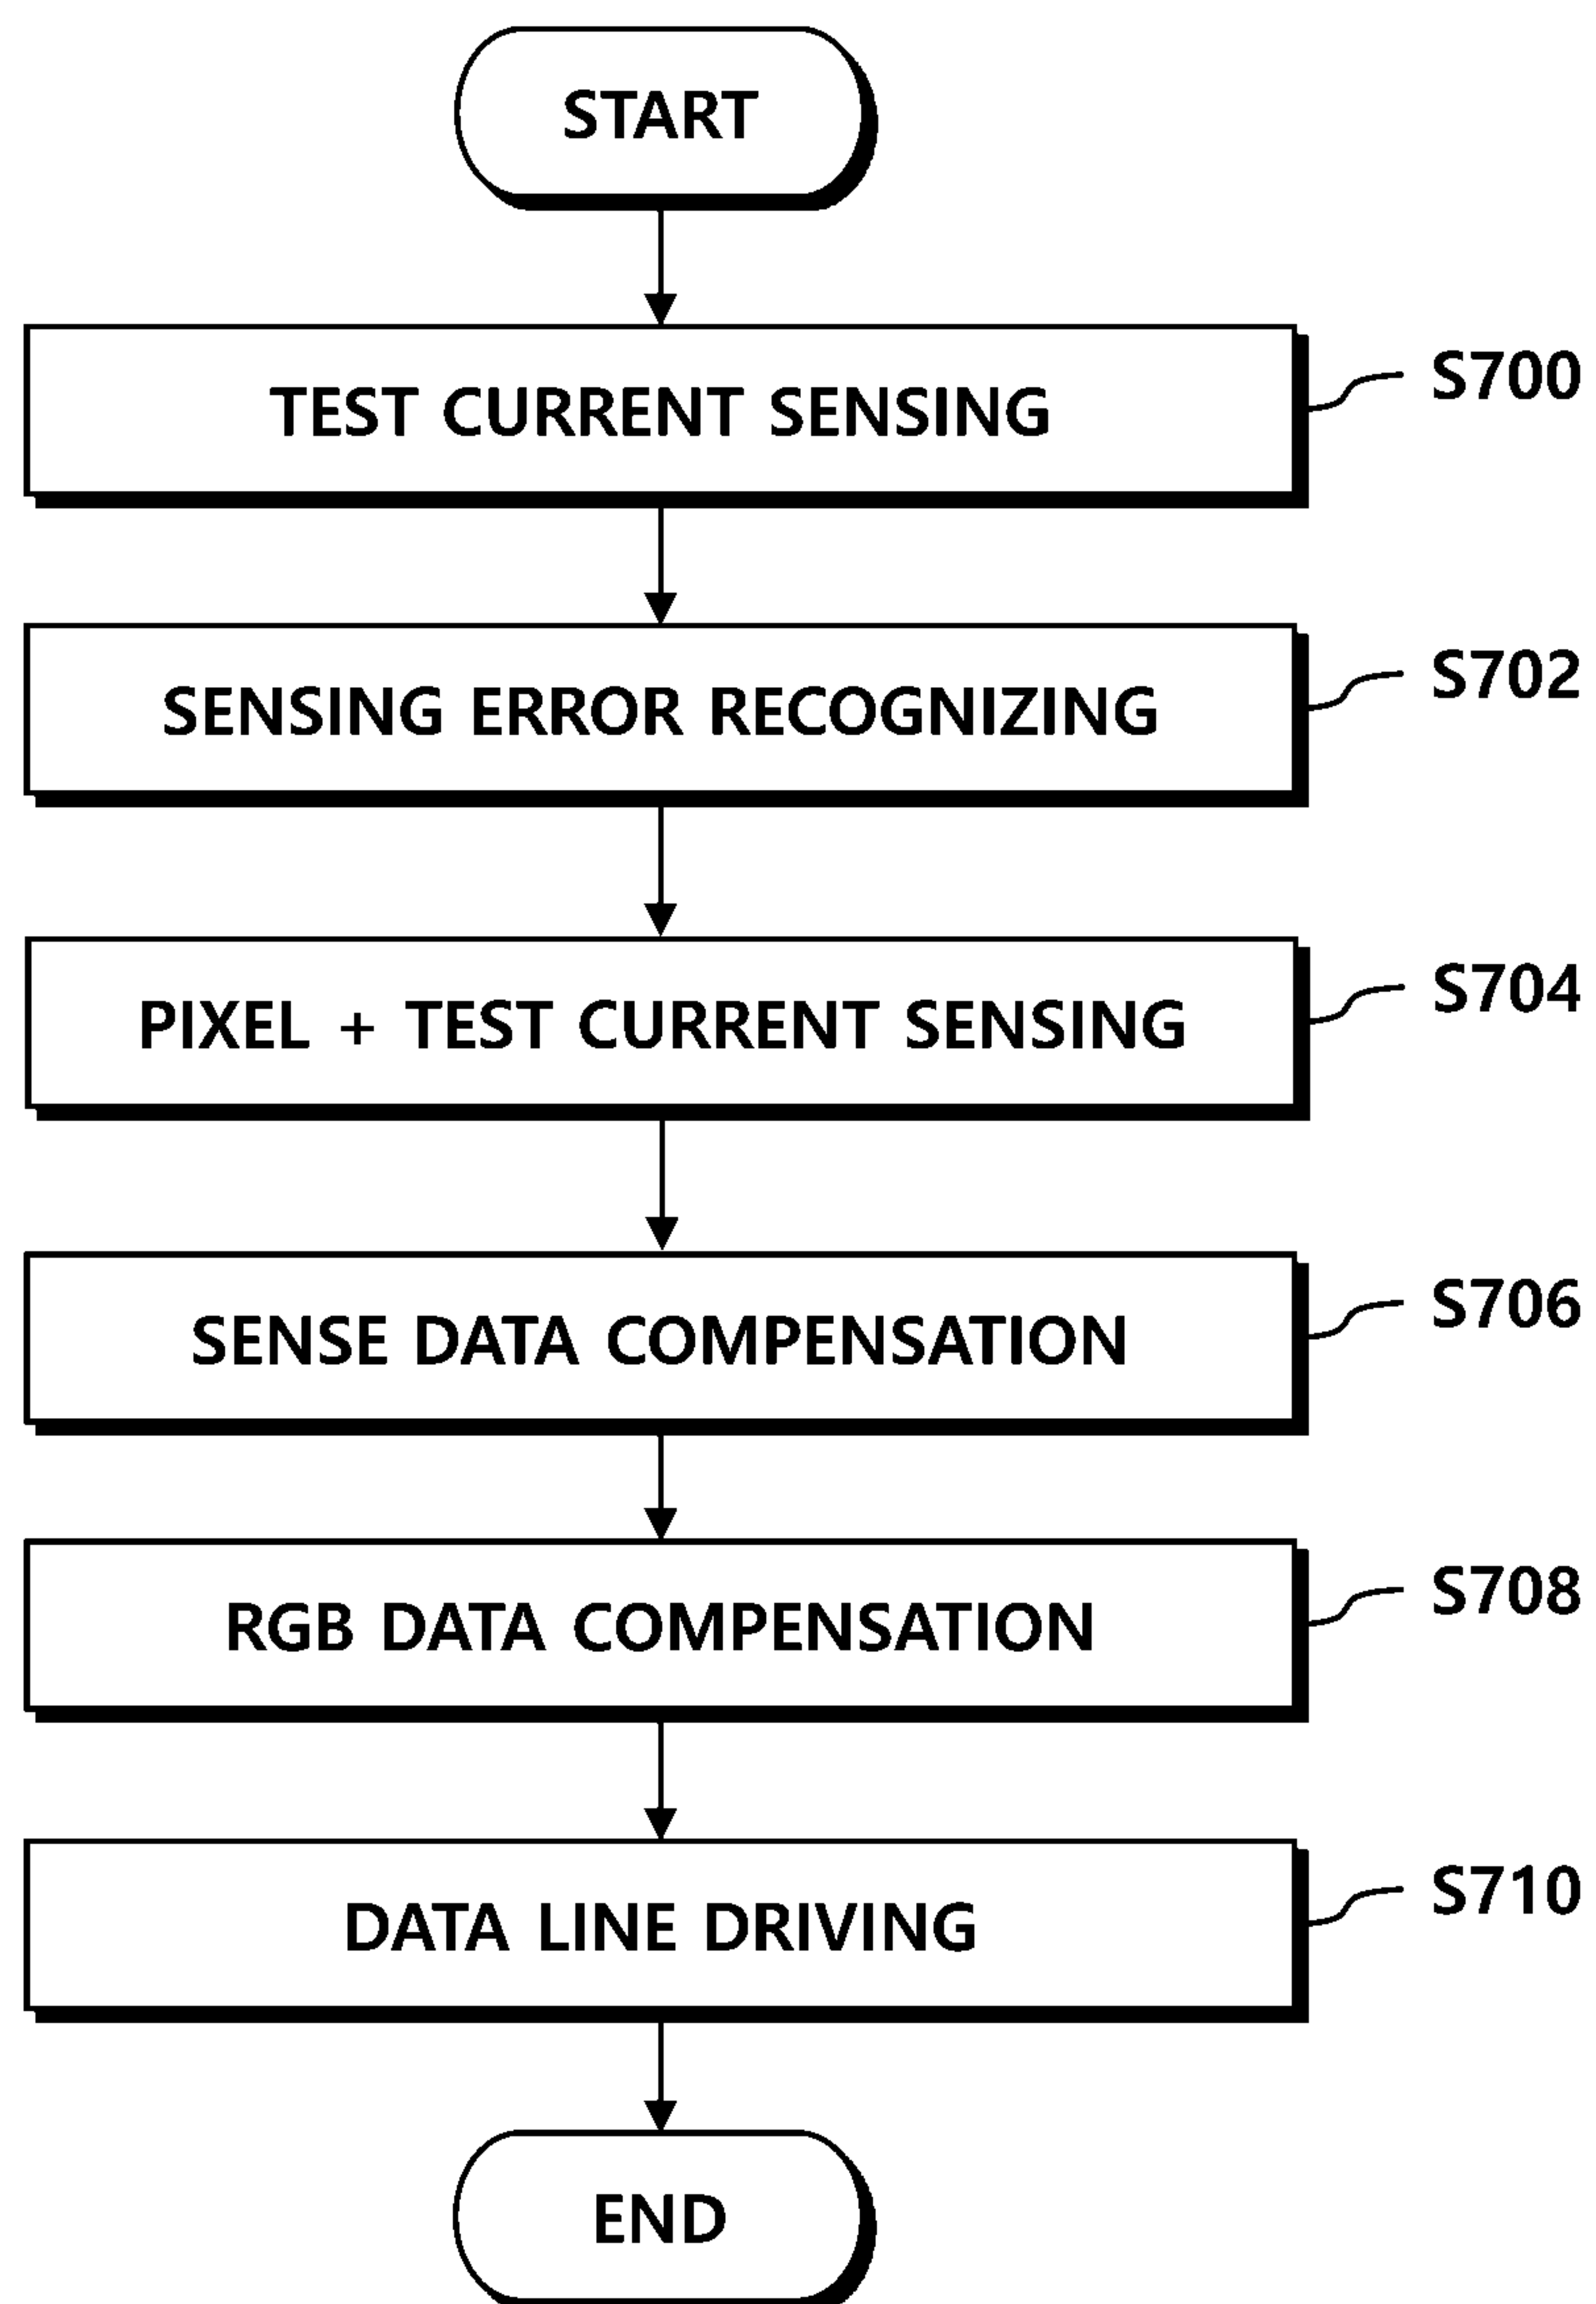 START
TEST CURRENT SENSING
S700
SENSING ERROR RECOGNIZING
S702
PIXEL + TEST CURRENT SENSING
S704
SENSE DATA COMPENSATION
S706
RGB DATA COMPENSATION
S708
DATA LINE DRIVING
S710
END